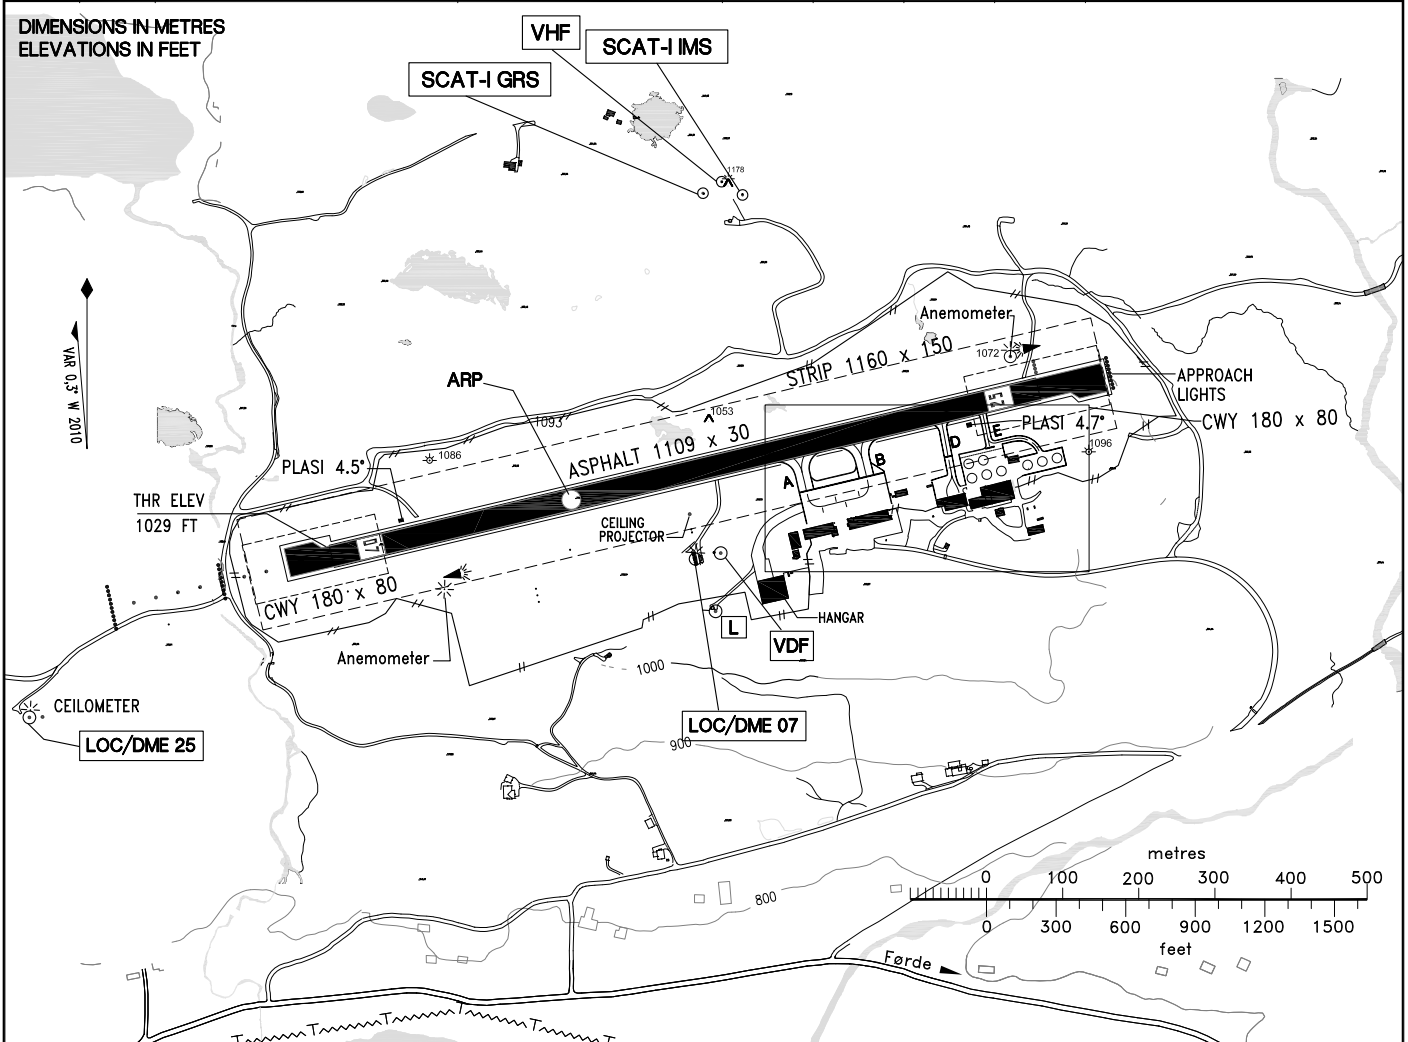 DIMENSIONS IN METRES
ELEVATIONS IN FEET
VHF
SCAT-I IMS
SCAT-I GRS
1178
VAR 0,3° W 2010
Anemometer
1072
STRIP 1160 x 150
ARP
APPROACH
LIGHTS
CWY 180 x 80
25
1053
1093
PLASI 4.7°
ASPHALT 1109 x 30
1086
1096
A
B
D
E
PLASI 4.5°
THR ELEV
1029 FT
CEILING
PROJECTOR
07
CWY 180 x 80
HANGAR
L
VDF
Anemometer
1000
CEILOMETER
LOC/DME 25
LOC/DME 07
900
800
metres
0 100 200 300 400 500
0 300 600 900 1200 1500
feet
Førde
T T T T T T